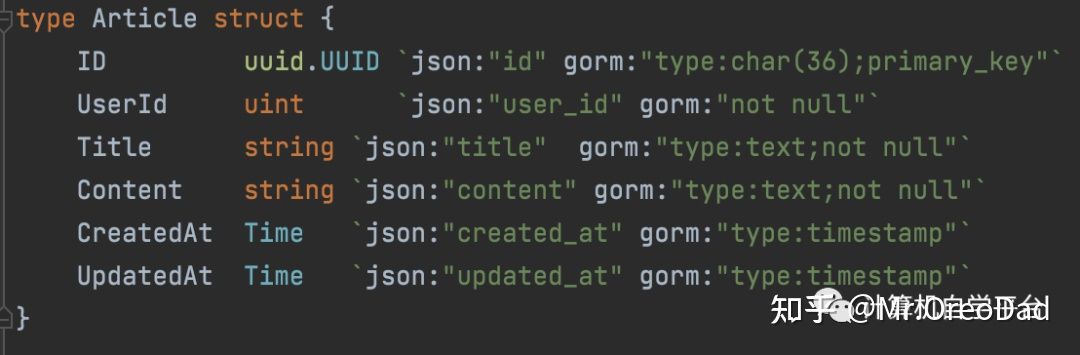 type Article struct {
    ID         uuid.UUID `json:"id" gorm:"type:char(36);primary_key"`
    UserId     uint      `json:"user_id" gorm:"not null"`
    Title      string `json:"title"  gorm:"type:text;not null"`
    Content    string `json:"content" gorm:"type:text;not null"`
    CreatedAt  Time   `json:"created_at" gorm:"type:timestamp"`
    UpdatedAt  Time   `json:"updated_at" gorm:"type:timestamp"`
}
知乎 @Mr.OreoDad